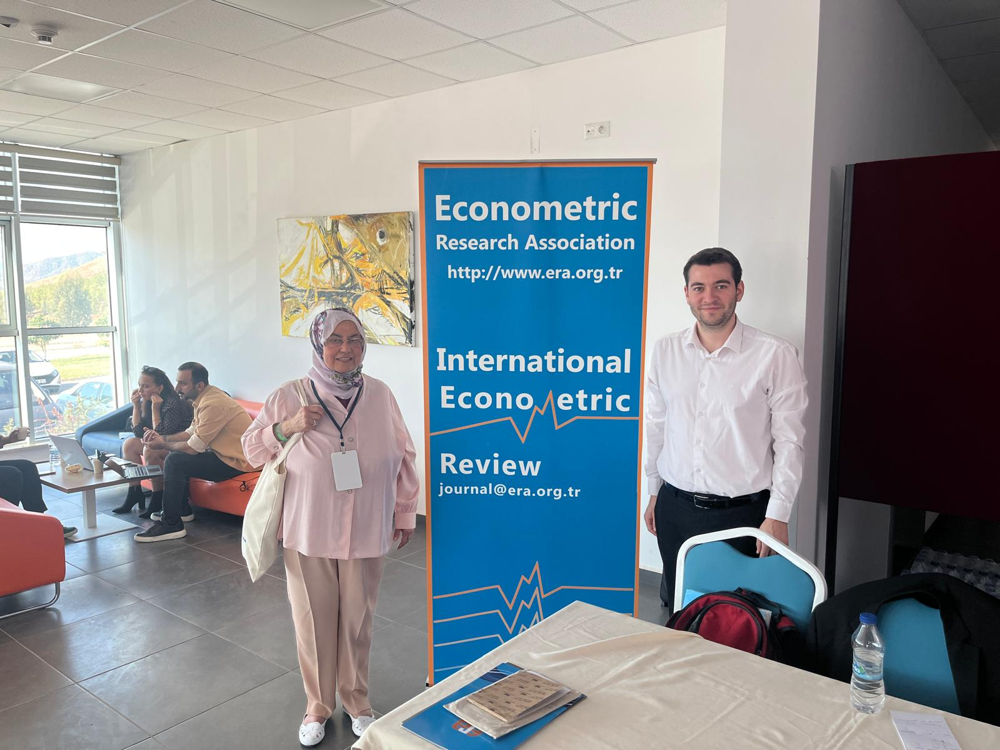 Econometric
Research Association
http://www.era.org.tr
International
EconoMetric
Review
journal@era.org.tr